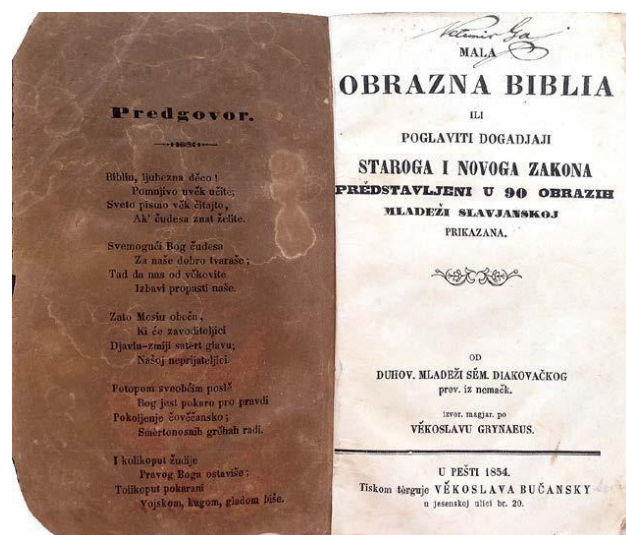 Predgovor.
Bibliu, ljubezna děco!
Pomnjivo uvěk učite;
Sveto pismo věk čitajte,
Ak' čudesa znat želite.
Svemogući Bog čudesa
Za naše dobro tvaraše;
Tad da nas od věkovite
Izbavi propasti naše.
Zato Mesiu obeća,
Ki će zavoditeljici
Djavlu-zmiji satèrt glavu;
Našoj neprijateljici.
Potopom sveobćim poslě
Bog jest pokaro pro pravdi
Pokoljenje čověčansko;
Smèrtonosnih grěhah radi.
I kolikoput žudije
Pravog Boga ostaviše;
Tolikoput pokarani
Vojskom, kugom, gladom biše.
MALA
OBRAZNA BIBLIA
ILI
POGLAVITI DOGADJAJI
STAROGA I NOVOGA ZAKONA
PRĚDSTAVLJENI U 90 OBRAZIH
MLADEŽI SLAVJANSKOJ
PRIKAZANA.
OD
DUHOV. MLADEŽI SĚM. DIAKOVAČKOG
prev. iz nemačk.
izvor. magjar. po
VĚKOSLAVU GRYNAEUS.
U PEŠTI 1854.
Tiskom tèrguje VĚKOSLAVA BUČANSKY
u jesenskoj ulici br. 20.